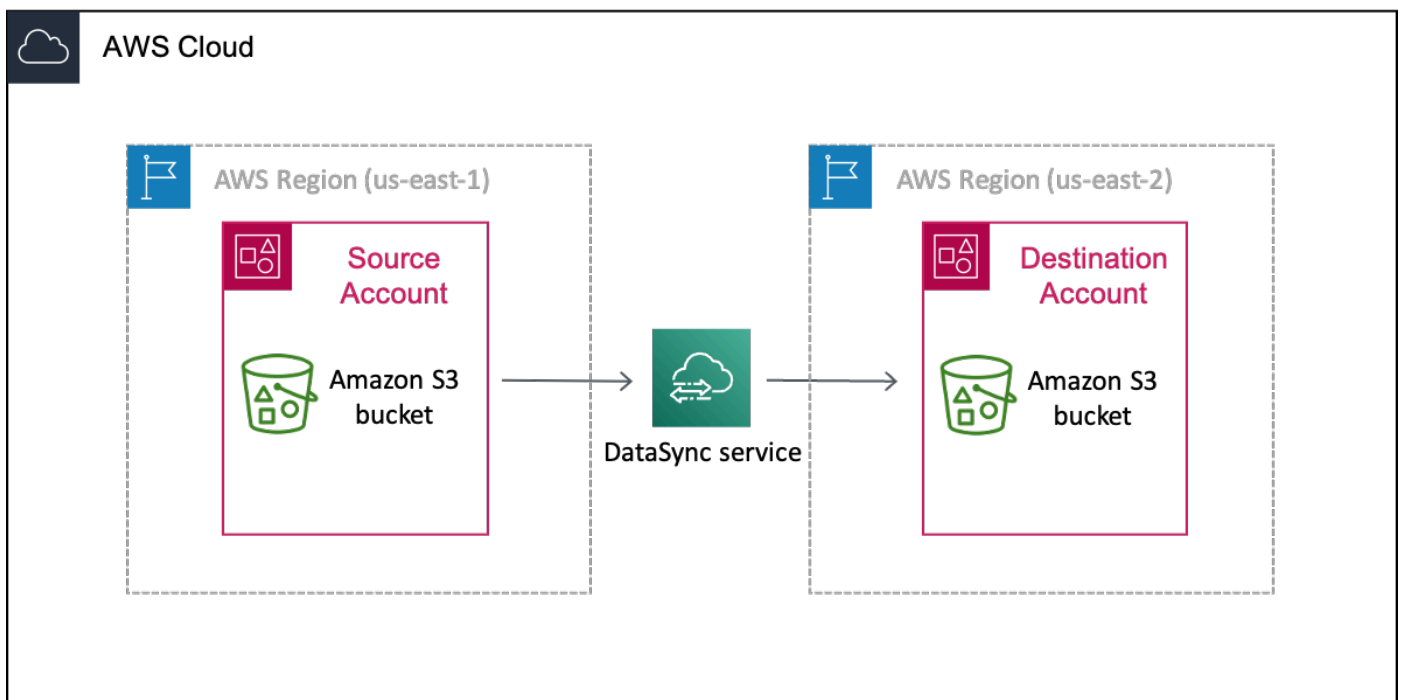 AWS Cloud
AWS Region (us-east-1)
Source
Account
Amazon S3
bucket
DataSync service
AWS Region (us-east-2)
Destination
Account
Amazon S3
bucket